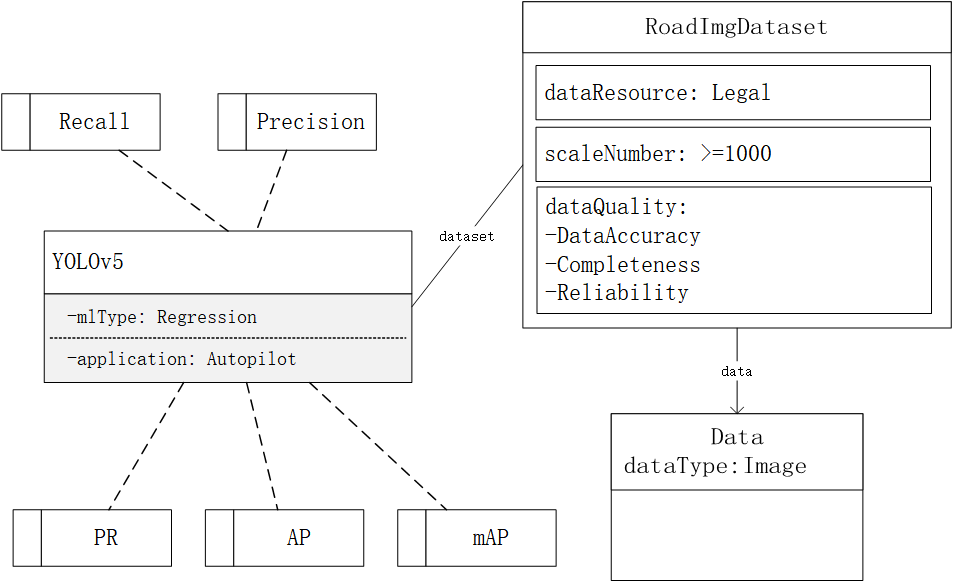 RoadImgDataset
dataResource: Legal
scaleNumber: >=1000
dataQuality:
-DataAccuracy
-Completeness
-Reliability
Recall
Precision
dataset
YOLOv5
-mlType: Regression
-application: Autopilot
data
Data
dataType:Image
PR
AP
mAP